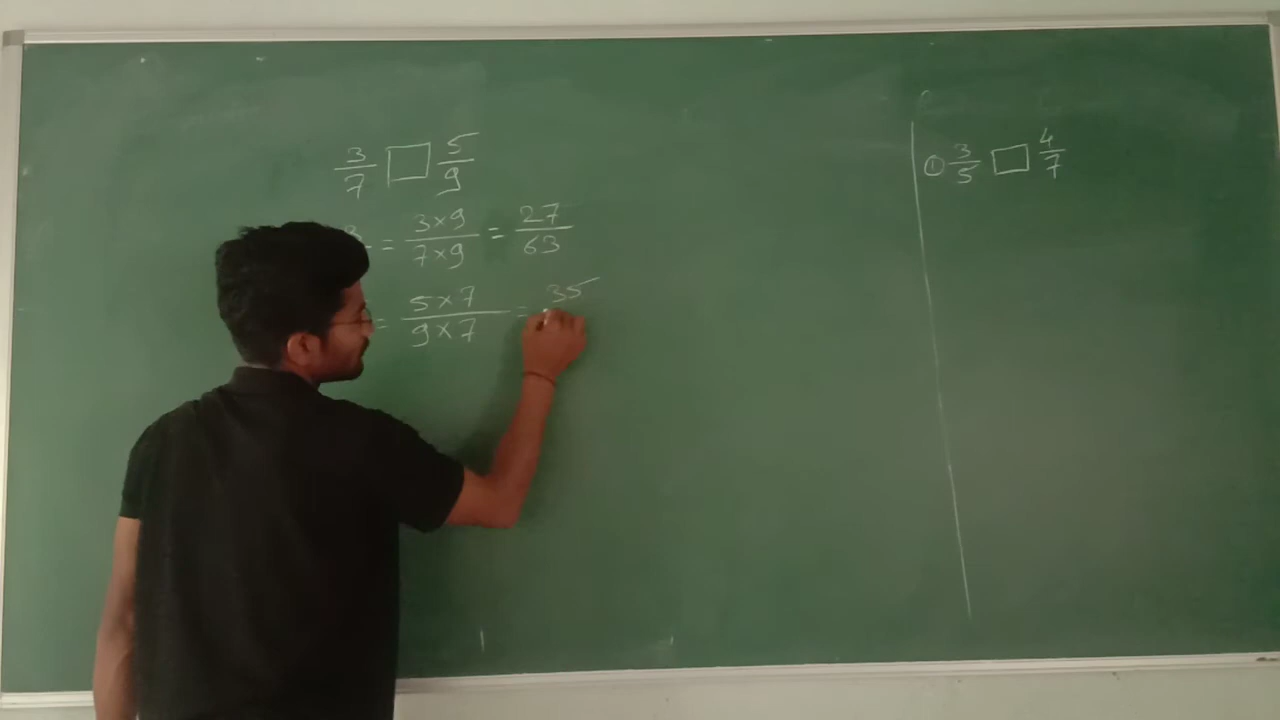 3/7 □ 5/9
3 = 3×9/7×9 = 27/63
= 5×7/9×7 = 35
① 3/5 □ 4/7